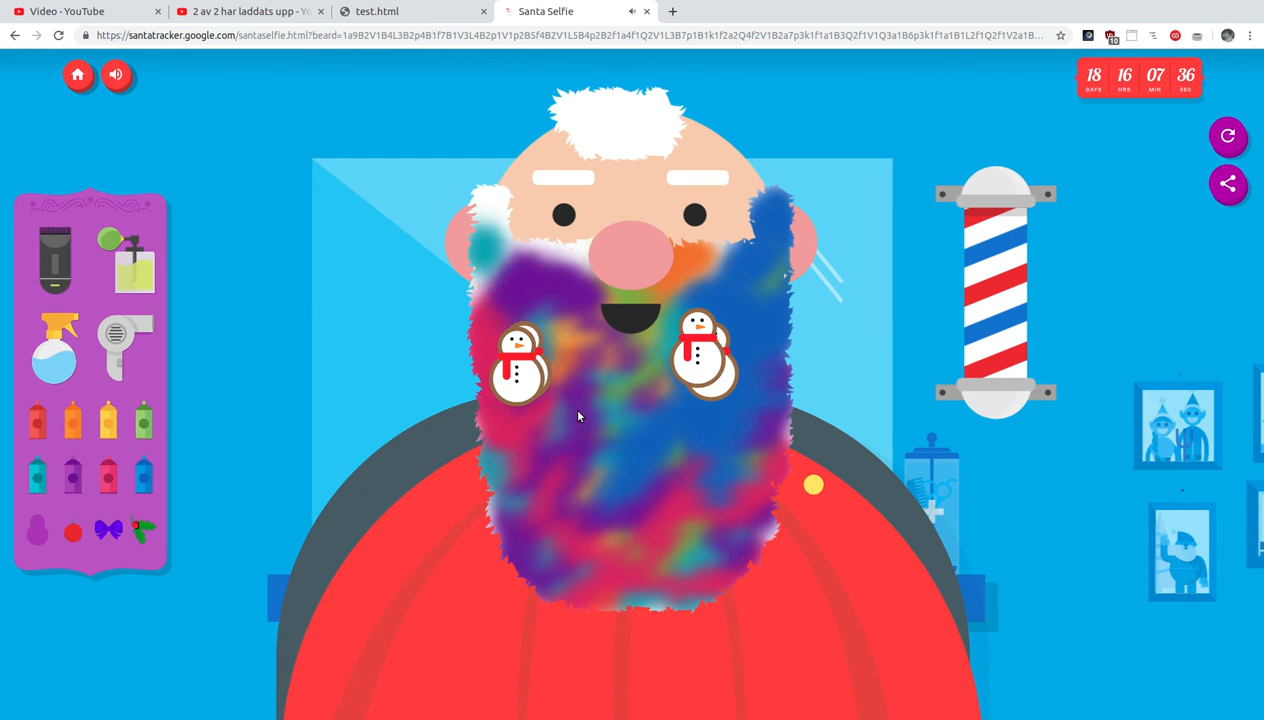 Video - YouTube
2 av 2 har laddats upp - Yo
test.html
Santa Selfie
https://santatracker.google.com/santaselfie.html?beard=1a9B2V1B4L3B2p4B1f7B1V3L4B2p1V1p2B5f4B2V1L5B4p2B2f1a4f1Q2V1L3B7p1B1k1f2a2Q4f2V1B2a7p3k1f1a1B3Q2f1V1Q3a1B6p3k1f1a1B1L2f1Q2f1V2a1B...
10
18 16 07 36
DAYS HRS MIN SEC